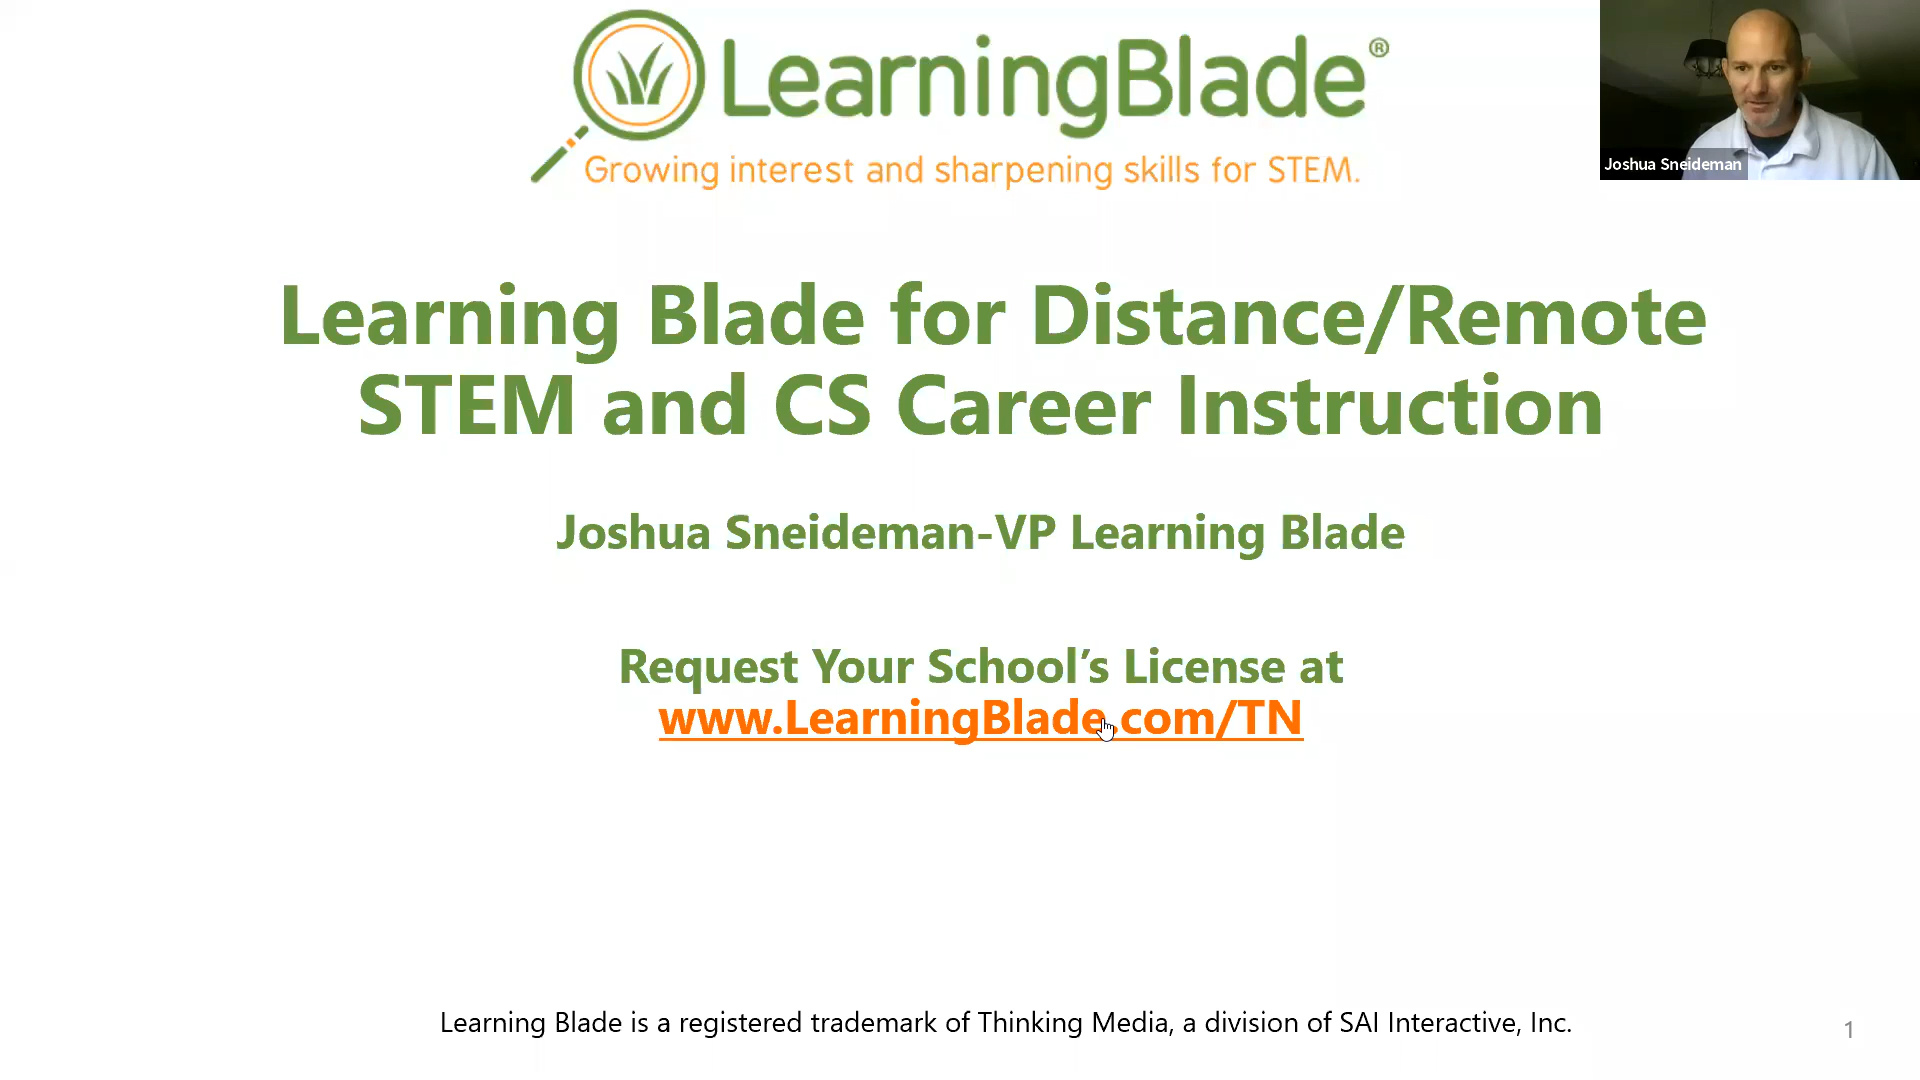 LearningBlade®
Growing interest and sharpening skills for STEM.
Joshua Sneideman
Learning Blade for Distance/Remote
STEM and CS Career Instruction
Joshua Sneideman-VP Learning Blade
Request Your School’s License at
www.LearningBlade.com/TN
Learning Blade is a registered trademark of Thinking Media, a division of SAI Interactive, Inc.
1